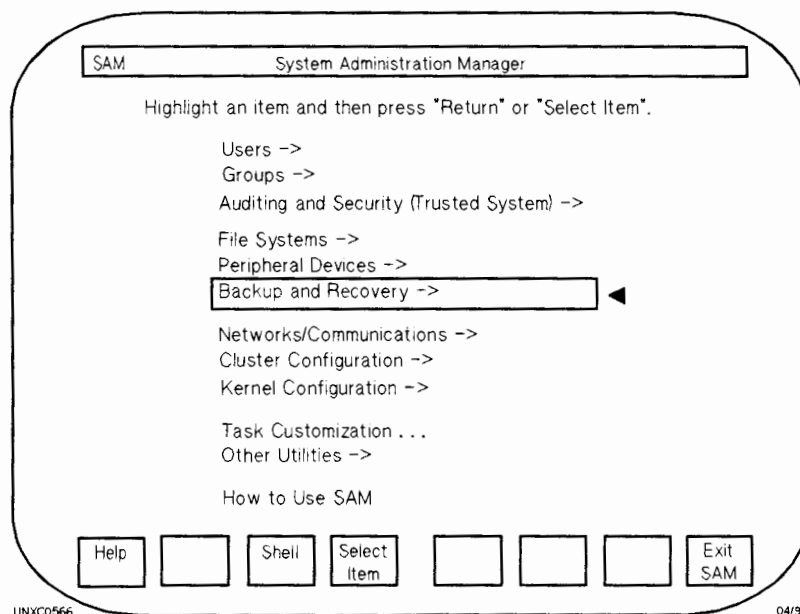 SAM System Administration Manager
Highlight an item and then press "Return" or "Select Item".
Users ->
Groups ->
Auditing and Security (Trusted System) ->
File Systems ->
Peripheral Devices ->
Backup and Recovery ->
Networks/Communications ->
Cluster Configuration ->
Kernel Configuration ->
Task Customization ...
Other Utilities ->
How to Use SAM
Help Shell Select Item Exit SAM
UNXC0566 04/9